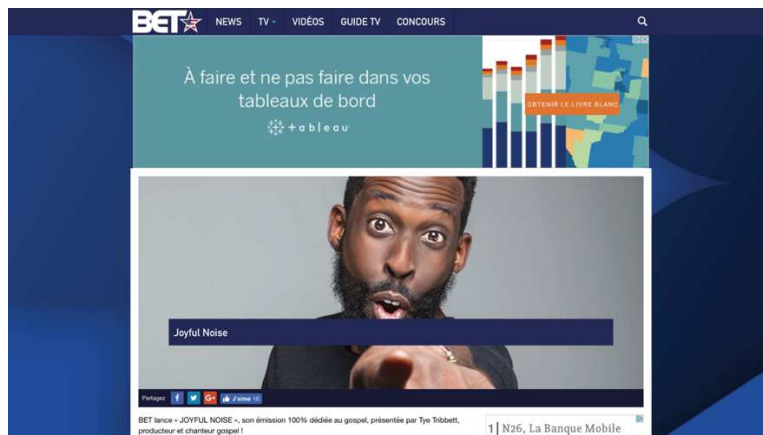 BET
NEWS TV VIDÉOS GUIDE TV CONCOURS
À faire et ne pas faire dans vos
tableaux de bord
+ a b l e a u
OBTENIR LE LIVRE BLANC
Joyful Noise
Partagez f G+ J'aime 10
BET lance « JOYFUL NOISE », son émission 100% dédiée au gospel, présentée par Tye Tribbett,
producteur et chanteur gospel !
1 | N26, La Banque Mobile